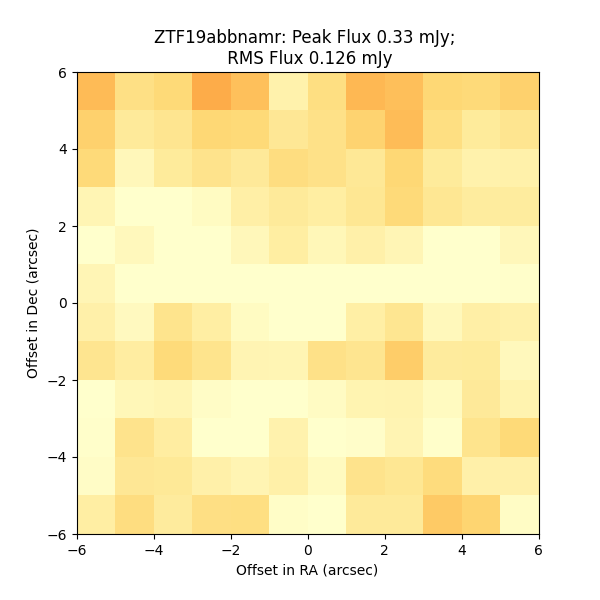 ZTF19abbnamr: Peak Flux 0.33 mJy;
RMS Flux 0.126 mJy
6
4
2
0
−2
−4
−6
Offset in Dec (arcsec)
−6 −4 −2 0 2 4 6
Offset in RA (arcsec)